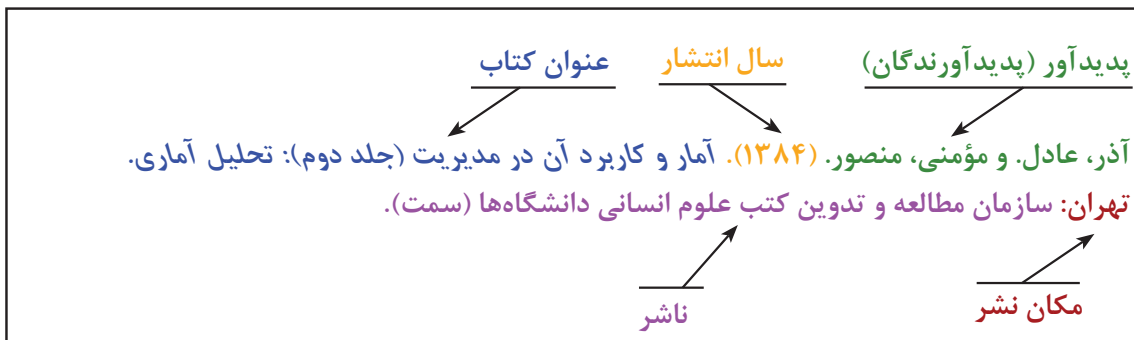 پدیدآور (پدیدآورندگان) سال انتشار عنوان کتاب
آذر، عادل. و مؤمنی، منصور. (۱۳۸۴). آمار و کاربرد آن در مدیریت (جلد دوم): تحلیل آماری.
تهران: سازمان مطالعه و تدوین کتب علوم انسانی دانشگاه‌ها (سمت).
مکان نشر ناشر